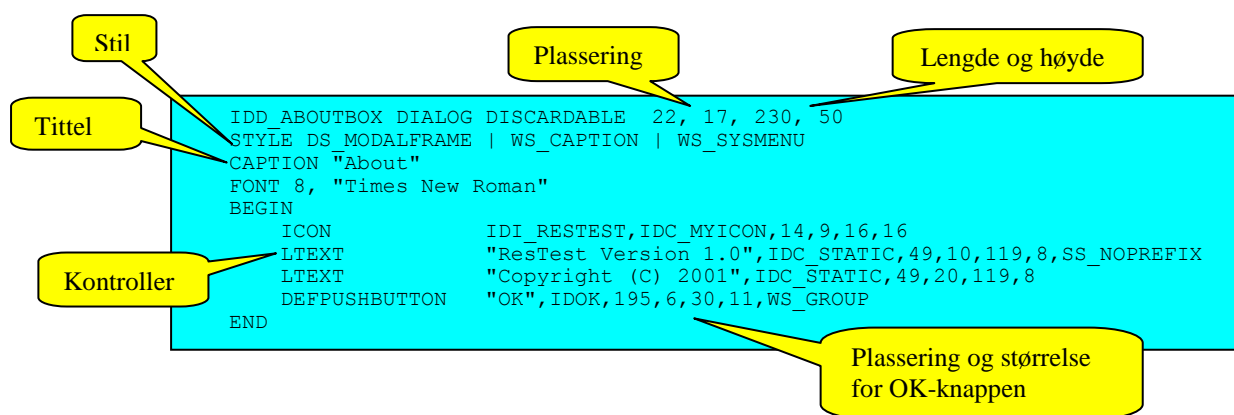 Stil
Plassering
Lengde og høyde
Tittel
IDD_ABOUTBOX DIALOG DISCARDABLE 22, 17, 230, 50
STYLE DS_MODALFRAME | WS_CAPTION | WS_SYSMENU
CAPTION "About"
FONT 8, "Times New Roman"
BEGIN
ICON IDI_RESTEST,IDC_MYICON,14,9,16,16
LTEXT "ResTest Version 1.0",IDC_STATIC,49,10,119,8,SS_NOPREFIX
LTEXT "Copyright (C) 2001",IDC_STATIC,49,20,119,8
DEFPUSHBUTTON "OK",IDOK,195,6,30,11,WS_GROUP
END
Kontroller
Plassering og størrelse
for OK-knappen